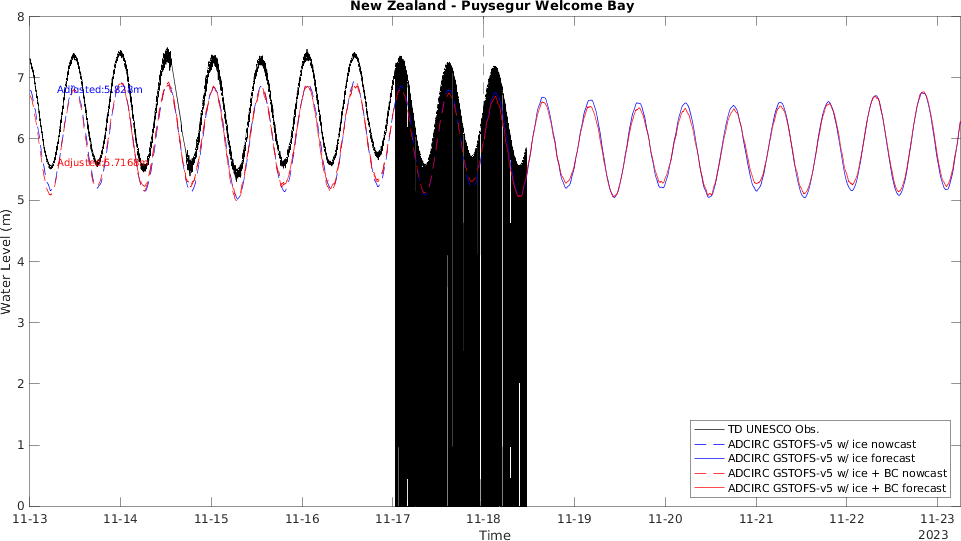 New Zealand - Puysegur Welcome Bay
8
7
6
5
4
3
2
1
0
Water Level (m)
Adjusted:5.828m
Adjusted:5.7168m
TD UNESCO Obs.
ADCIRC GSTOFS-v5 w/ ice nowcast
ADCIRC GSTOFS-v5 w/ ice forecast
ADCIRC GSTOFS-v5 w/ ice + BC nowcast
ADCIRC GSTOFS-v5 w/ ice + BC forecast
11-13 11-14 11-15 11-16 11-17 11-18 11-19 11-20 11-21 11-22 11-23
Time
2023